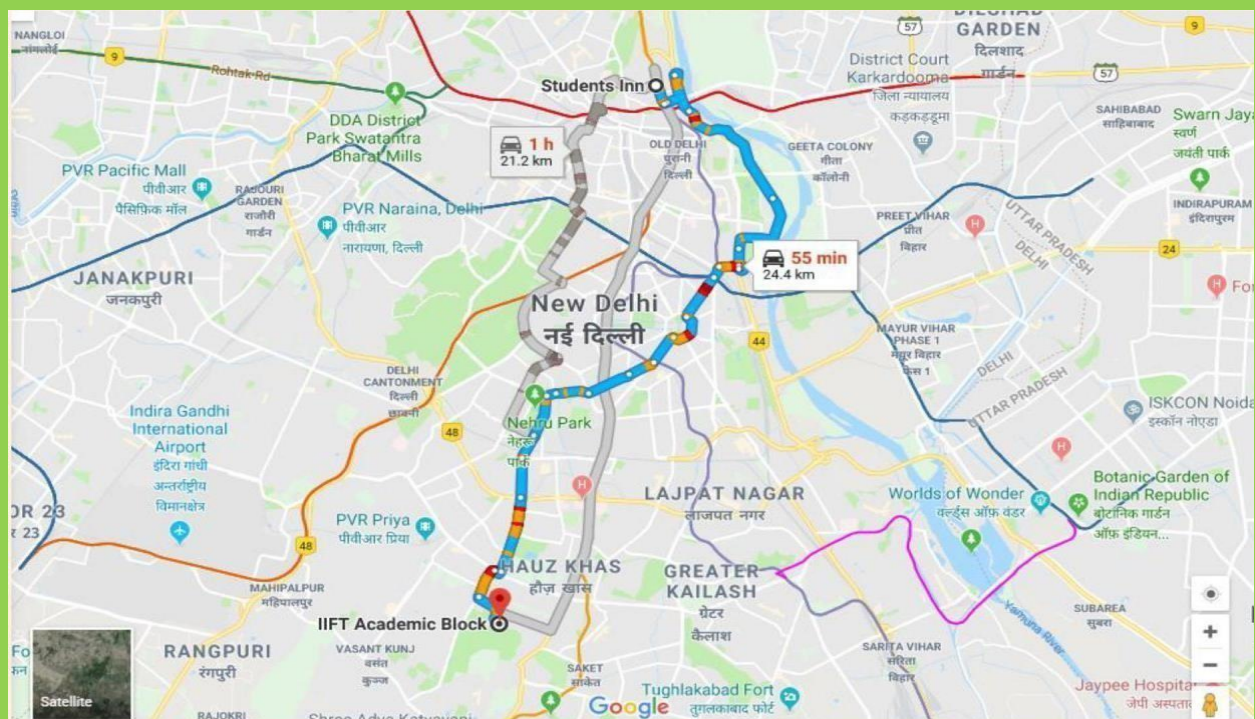 NANGLOI
नांगलोई
9
Rohtak Rd
DDA District
Park Swatantra
Bharat Mills
Students Inn
1 h
21.2 km
57
GARDEN
दिलशाद
गार्डन
9
District Court
Karkardooma
जिला न्यायालय
कड़कड़डूमा
57
SAHIBABAD
साहिबाबाद
Swarn Jaya
स्वर्ण
जयंती पार्क
PVR Pacific Mall
पीवीआर
पैसिफ़िक मॉल
RAJOURI
GARDEN
राजौरी
गार्डन
PVR Naraina, Delhi
पीवीआर
नारायणा, दिल्ली
OLD DELHI
पुरानी
दिल्ली
GEETA COLONY
गीता
कॉलोनी
PREET VIHAR
प्रीत
विहार
H
UTTAR PRADESH
DELHI
INDIRAPURAM
इंदिरापुरम
24
JANAKPURI
जनकपुरी
55 min
24.4 km
H
New Delhi
नई दिल्ली
44
MAYUR VIHAR
PHASE 1
मयूर विहार
फेस 1
DELHI
UTTAR PRADESH
DELHI
CANTONMENT
दिल्ली
छावनी
Indira Gandhi
International
Airport
इंदिरा गांधी
अन्तर्राष्ट्रीय
विमानक्षेत्र
48
Nehru Park
नेहरू
पार्क
ISKCON Noida
इस्कॉन नोएडा
H
H
LAJPAT NAGAR
लाजपत नगर
Worlds of Wonder
वर्ल्ड्स ऑफ़ वंडर
Botanic Garden of
Indian Republic
बोटानिक गार्डन
ऑफ़ इंडियन...
OR 23
र 23
PVR Priya
पीवीआर प्रिया
48
HAUZ KHAS
हौज़ खास
GREATER
KAILASH
ग्रेटर
कैलाश
MAHIPALPUR
महिपालपुर
IIFT Academic Block
SUBAREA
सुबरा
Yamuna River
RANGPURI
रंगपुरी
VASANT KUNJ
वसंत
कुञ्ज
SAKET
साकेत
SARITA VIHAR
सरिता
विहार
Satellite
RAJOKRI
Google
Tughlakabad Fort
तुगलकाबाद फोर्ट
Jaypee Hospital
जेपी अस्पताल